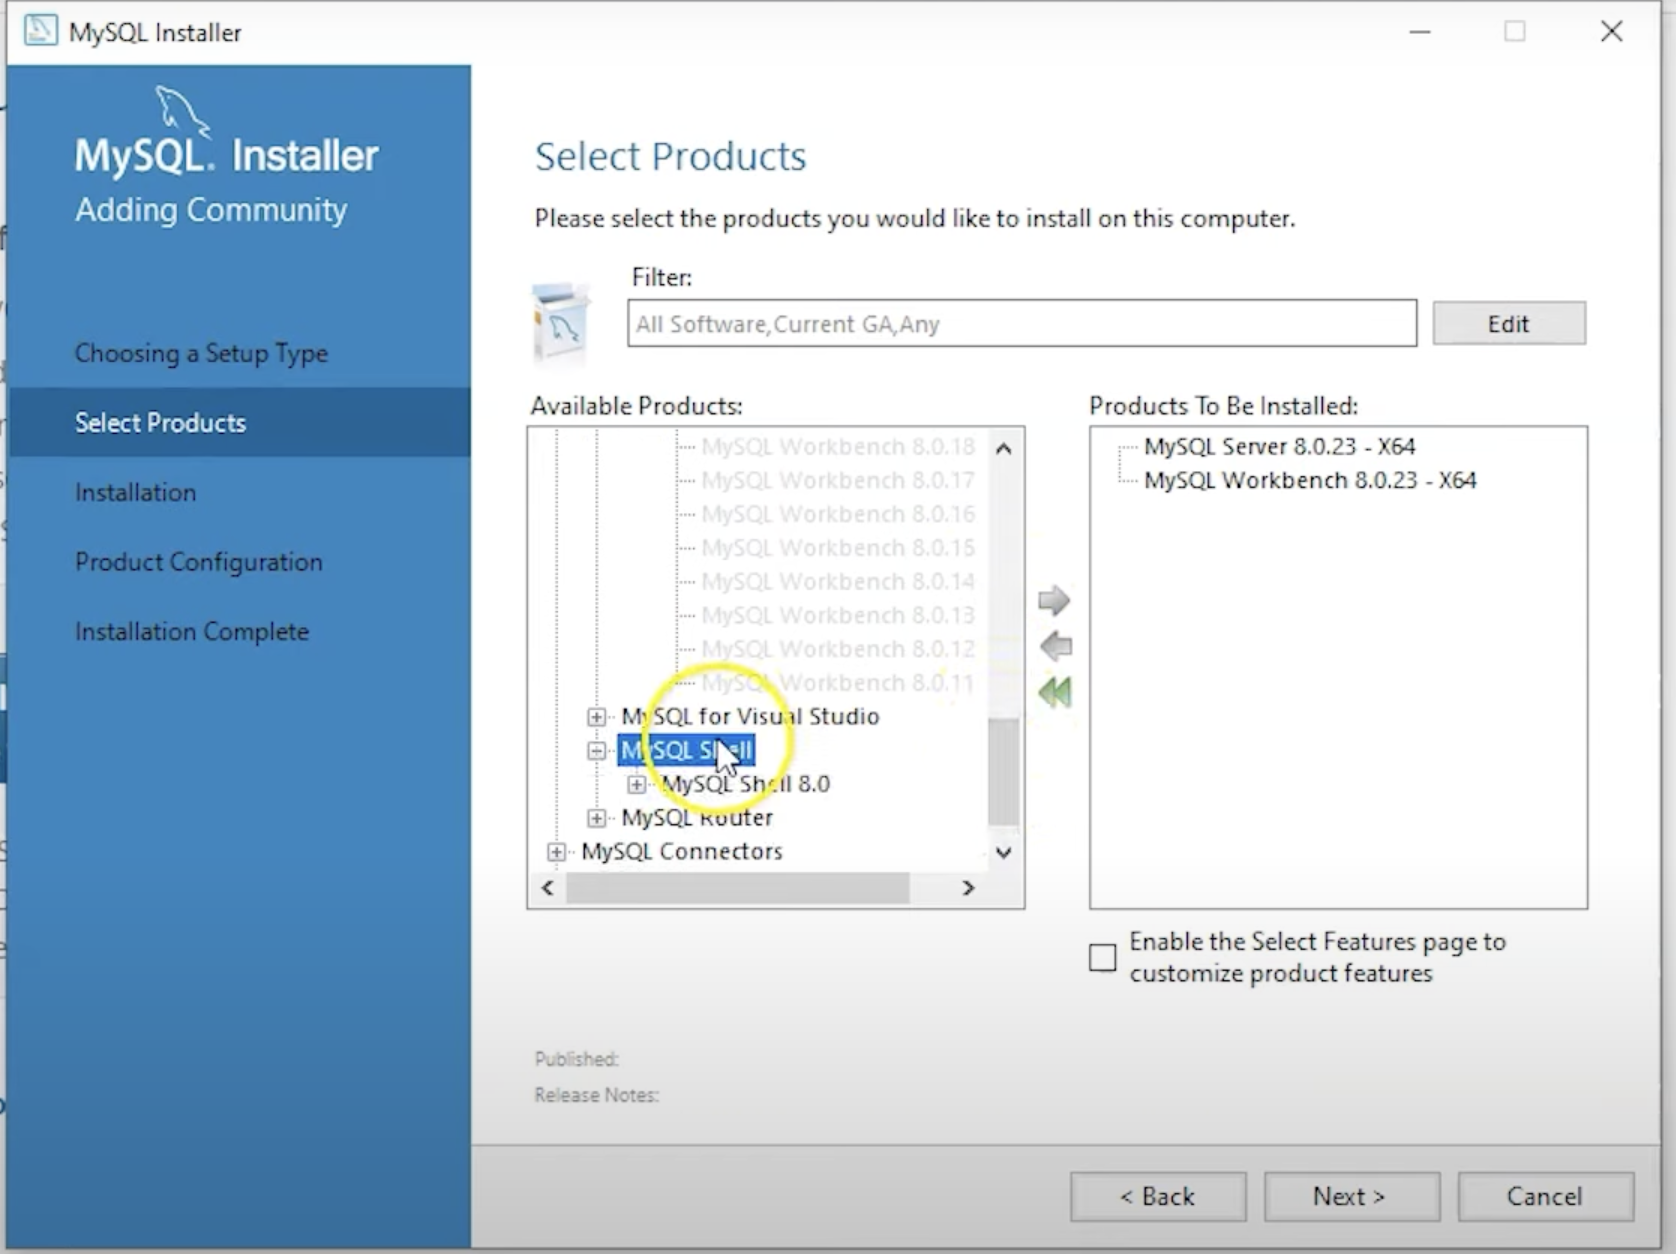 MySQL Installer
MySQL. Installer
Adding Community
Choosing a Setup Type
Select Products
Installation
Product Configuration
Installation Complete
Select Products
Please select the products you would like to install on this computer.
Filter:
All Software,Current GA,Any
Edit
Available Products:
MySQL Workbench 8.0.18
MySQL Workbench 8.0.17
MySQL Workbench 8.0.16
MySQL Workbench 8.0.15
MySQL Workbench 8.0.14
MySQL Workbench 8.0.13
MySQL Workbench 8.0.12
MySQL Workbench 8.0.11
MySQL for Visual Studio
MySQL Shell
MySQL Shell 8.0
MySQL Router
MySQL Connectors
Products To Be Installed:
MySQL Server 8.0.23 - X64
MySQL Workbench 8.0.23 - X64
Enable the Select Features page to
customize product features
Published:
Release Notes:
< Back
Next >
Cancel